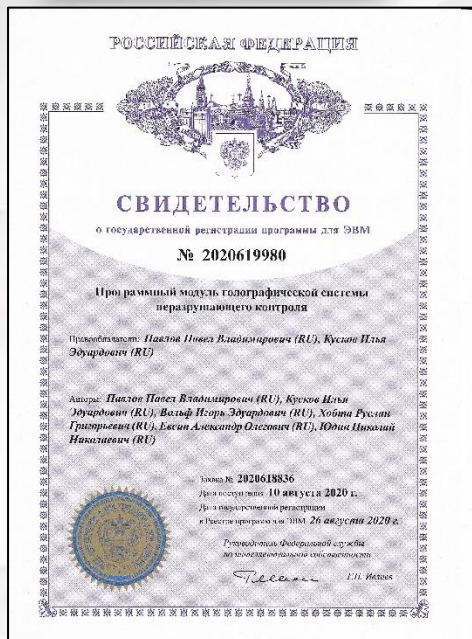 РОССИЙСКАЯ ФЕДЕРАЦИЯ
СВИДЕТЕЛЬСТВО
о государственной регистрации программы для ЭВМ
№ 2020619980
Программный модуль голографической системы
неразрушающего контроля
Правообладатели: Павлов Павел Владимирович (RU), Кусков Илья
Эдуардович (RU)
Авторы: Павлов Павел Владимирович (RU), Кусков Илья
Эдуардович (RU), Вольф Игорь Эдуардович (RU), Хобта Руслан
Григорьевич (RU), Евсин Александр Олегович (RU), Юдин Николай
Николаевич (RU)
Заявка № 2020618836
Дата поступления 10 августа 2020 г.
Дата государственной регистрации
в Реестре программ для ЭВМ 26 августа 2020 г.
Руководитель Федеральной службы
по интеллектуальной собственности
Г.П. Ивлиев